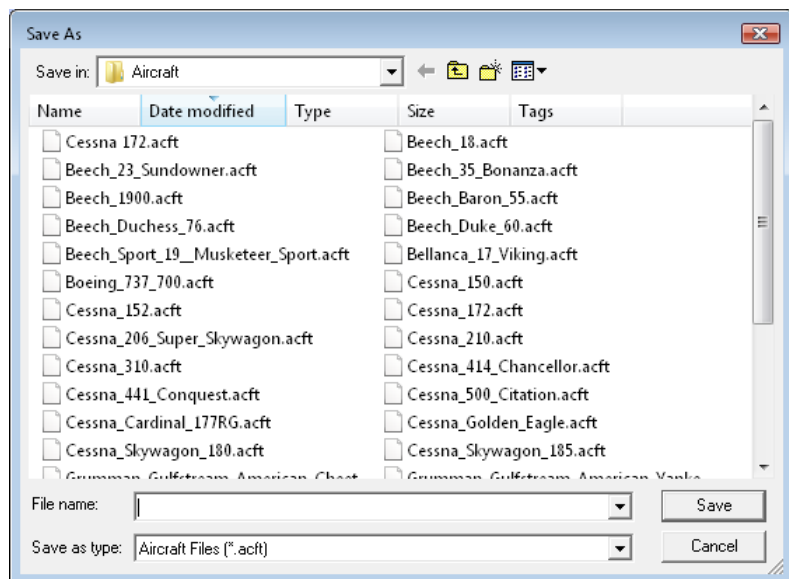 Save As
Save in: Aircraft
Name Date modified Type Size Tags
Cessna 172.acft Beech_18.acft
Beech_23_Sundowner.acft Beech_35_Bonanza.acft
Beech_1900.acft Beech_Baron_55.acft
Beech_Duchess_76.acft Beech_Duke_60.acft
Beech_Sport_19__Musketeer_Sport.acft Bellanca_17_Viking.acft
Boeing_737_700.acft Cessna_150.acft
Cessna_152.acft Cessna_172.acft
Cessna_206_Super_Skywagon.acft Cessna_210.acft
Cessna_310.acft Cessna_414_Chancellor.acft
Cessna_441_Conquest.acft Cessna_500_Citation.acft
Cessna_Cardinal_177RG.acft Cessna_Golden_Eagle.acft
Cessna_Skywagon_180.acft Cessna_Skywagon_185.acft
Grumman_Gulfstream_American_Cheet Grumman_Gulfstream_American_Yanke
File name: Save
Save as type: Aircraft Files (*.acft) Cancel